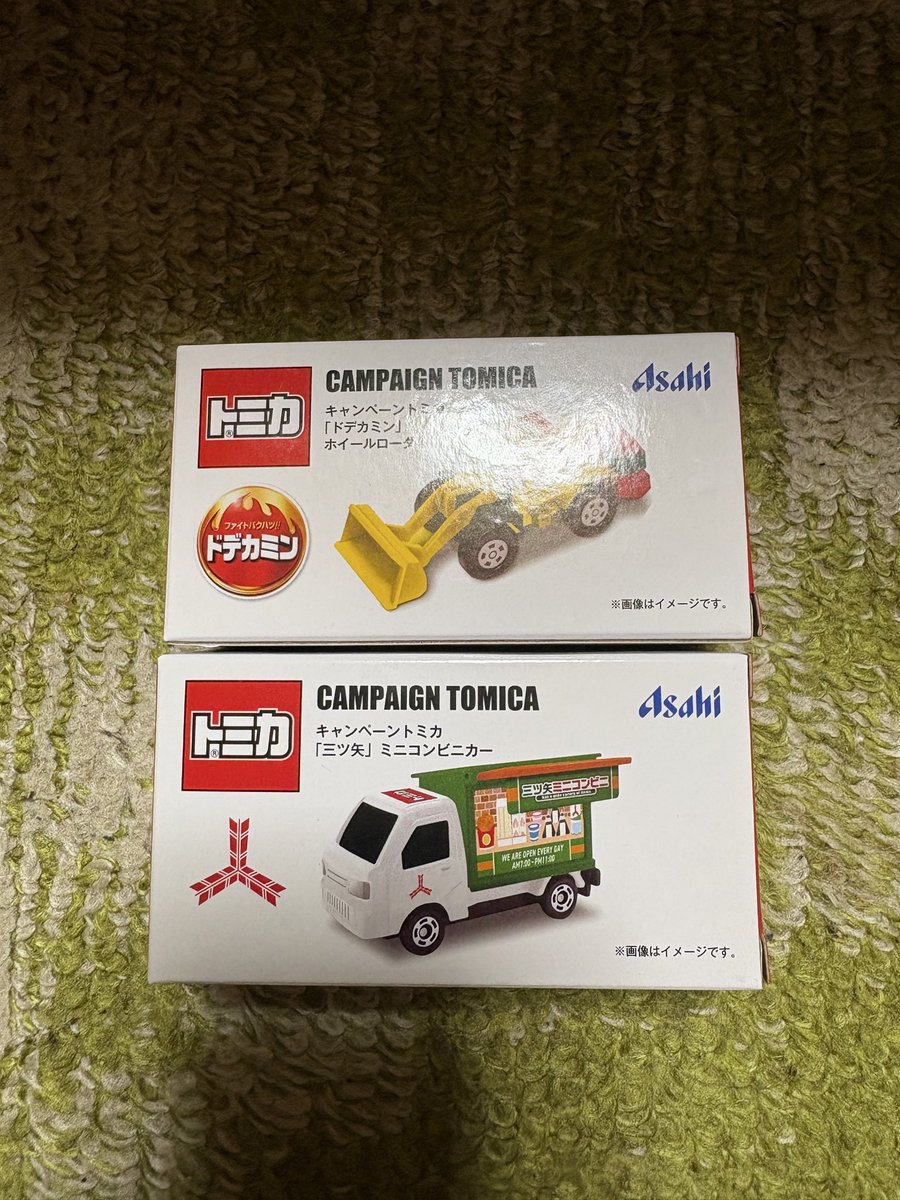 トミカ®
CAMPAIGN TOMICA
Asahi
キャンペーントミカ
「ドデカミン」
ホイールローダ
ファイトバクハツ!!
ドデカミン
※画像はイメージです。
トミカ®
CAMPAIGN TOMICA
Asahi
キャンペーントミカ
「三ツ矢」ミニコンビニカー
三ツ矢ミニコンビニ
WE ARE OPEN EVERY DAY
AM7:00-PM11:00
※画像はイメージです。